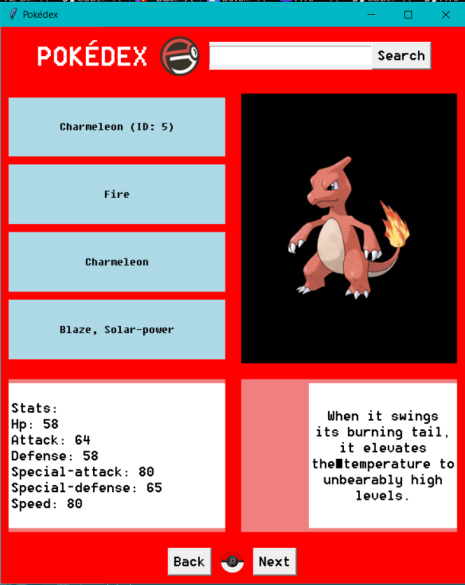 Pokédex
POKÉDEX
Search
Charmeleon (ID: 5)
Fire
Charmeleon
Blaze, Solar-power
Stats:
Hp: 58
Attack: 64
Defense: 58
Special-attack: 80
Special-defense: 65
Speed: 80
When it swings
its burning tail,
it elevates
the■temperature to
unbearably high
levels.
Back
Next